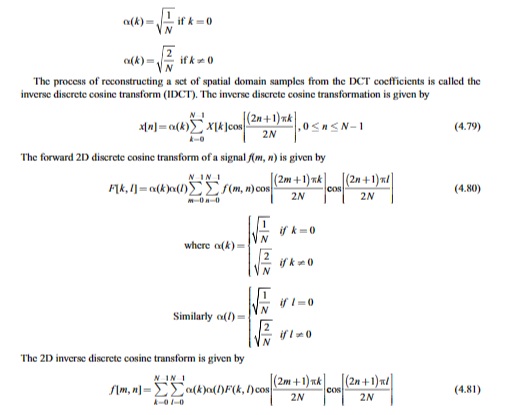 α(k) = √(1/N) if k = 0
α(k) = √(2/N) if k ≠ 0
The process of reconstructing a set of spatial domain samples from the DCT coefficients is called the
inverse discrete cosine transform (IDCT). The inverse discrete cosine transformation is given by
x[n] = α(k) ∑_{k=0}^{N−1} X[k] cos[(2n+1)πk / 2N], 0 ≤ n ≤ N−1 (4.79)
The forward 2D discrete cosine transform of a signal f(m, n) is given by
F[k, l] = α(k)α(l) ∑_{m=0}^{N−1} ∑_{n=0}^{N−1} f(m, n) cos[(2m+1)πk / 2N] cos[(2n+1)πl / 2N] (4.80)
where α(k) = { √(1/N) if k = 0
√(2/N) if k ≠ 0
Similarly α(l) = { √(1/N) if l = 0
√(2/N) if l ≠ 0
The 2D inverse discrete cosine transform is given by
f[m, n] = ∑_{k=0}^{N−1} ∑_{l=0}^{N−1} α(k)α(l)F(k, l) cos[(2m+1)πk / 2N] cos[(2n+1)πl / 2N] (4.81)